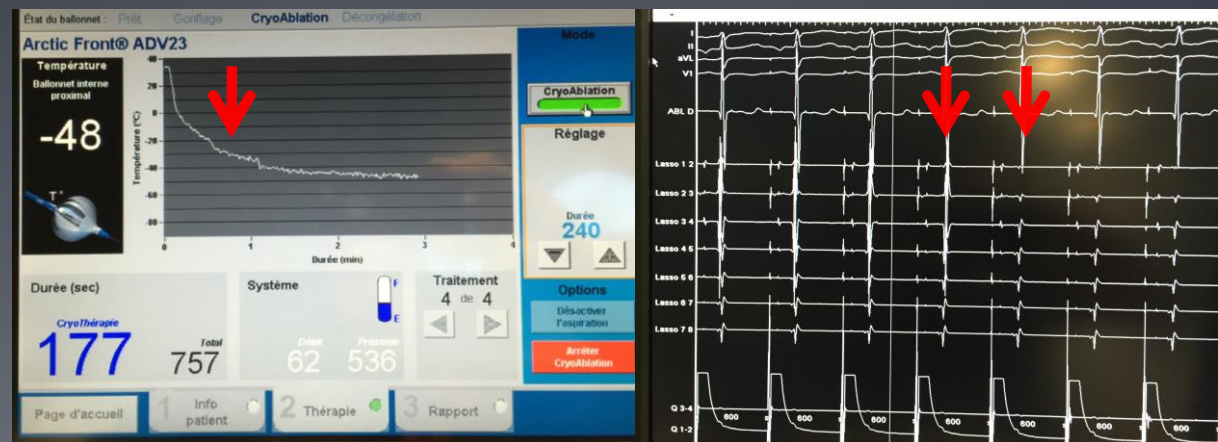 État du ballonnet : Prêt Gonflage CryoAblation Décongélation
Arctic Front® ADV23
Température
Ballonnet interne
proximal
-48
T°
Température (°C)
40
20
0
-20
-40
-60
-80
0 1 2 3 4
Durée (min)
Mode
CryoAblation
Réglage
Durée
240
Options
Désactiver
l'aspiration
Arrêter
CryoAblation
Durée (sec)
CryoThérapie
177
Total
757
Système
F
E
Débit Pression
62 536
Traitement
4 de 4
Page d'accueil
1 Info patient
2 Thérapie
3 Rapport
I
II
aVL
V1
ABL D
Lasso 1 2
Lasso 2 3
Lasso 3 4
Lasso 4 5
Lasso 5 6
Lasso 6 7
Lasso 7 8
Q 3-4
Q 1-2
600 600 600 600 600 600